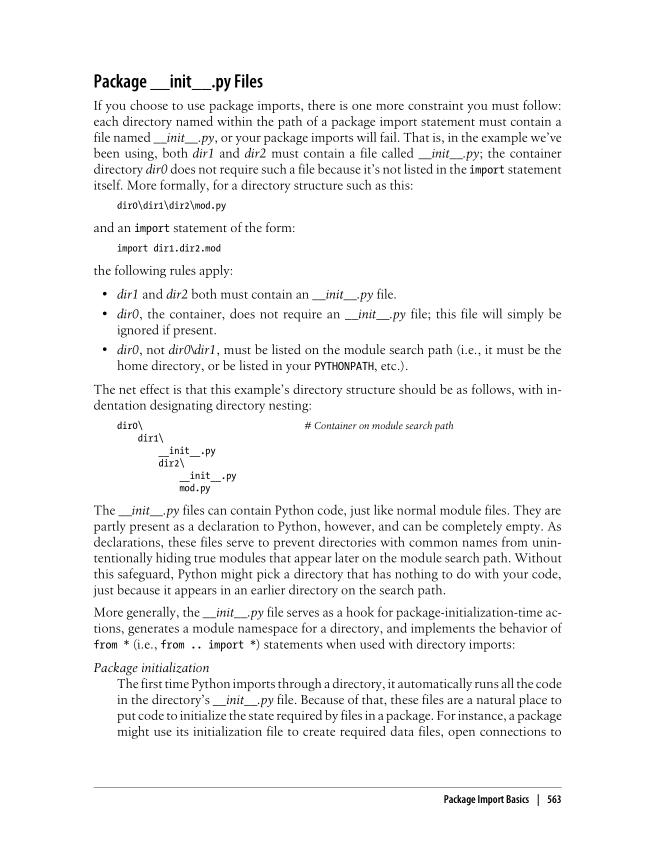 Package __init__.py Files
If you choose to use package imports, there is one more constraint you must follow:
each directory named within the path of a package import statement must contain a
file named __init__.py, or your package imports will fail. That is, in the example we’ve
been using, both dir1 and dir2 must contain a file called __init__.py; the container
directory dir0 does not require such a file because it’s not listed in the import statement
itself. More formally, for a directory structure such as this:
dir0\dir1\dir2\mod.py
and an import statement of the form:
import dir1.dir2.mod
the following rules apply:
• dir1 and dir2 both must contain an __init__.py file.
• dir0, the container, does not require an __init__.py file; this file will simply be
ignored if present.
• dir0, not dir0\dir1, must be listed on the module search path (i.e., it must be the
home directory, or be listed in your PYTHONPATH, etc.).
The net effect is that this example’s directory structure should be as follows, with in-
dentation designating directory nesting:
dir0\ # Container on module search path
dir1\
__init__.py
dir2\
__init__.py
mod.py
The __init__.py files can contain Python code, just like normal module files. They are
partly present as a declaration to Python, however, and can be completely empty. As
declarations, these files serve to prevent directories with common names from unin-
tentionally hiding true modules that appear later on the module search path. Without
this safeguard, Python might pick a directory that has nothing to do with your code,
just because it appears in an earlier directory on the search path.
More generally, the __init__.py file serves as a hook for package-initialization-time ac-
tions, generates a module namespace for a directory, and implements the behavior of
from * (i.e., from .. import *) statements when used with directory imports:
Package initialization
The first time Python imports through a directory, it automatically runs all the code
in the directory’s __init__.py file. Because of that, these files are a natural place to
put code to initialize the state required by files in a package. For instance, a package
might use its initialization file to create required data files, open connections to
Package Import Basics | 563